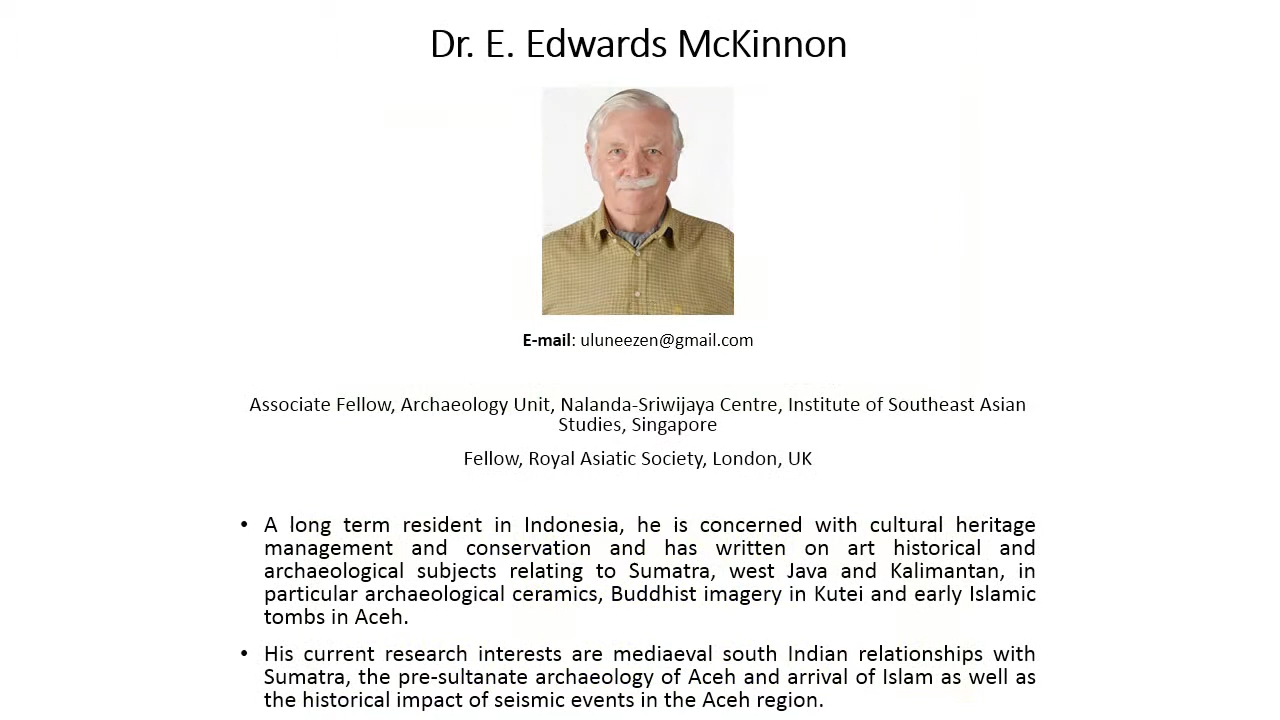 Dr. E. Edwards McKinnon
E-mail: uluneezen@gmail.com
Associate Fellow, Archaeology Unit, Nalanda-Sriwijaya Centre, Institute of Southeast Asian
Studies, Singapore
Fellow, Royal Asiatic Society, London, UK
• A long term resident in Indonesia, he is concerned with cultural heritage
management and conservation and has written on art historical and
archaeological subjects relating to Sumatra, west Java and Kalimantan, in
particular archaeological ceramics, Buddhist imagery in Kutei and early Islamic
tombs in Aceh.
• His current research interests are mediaeval south Indian relationships with
Sumatra, the pre-sultanate archaeology of Aceh and arrival of Islam as well as
the historical impact of seismic events in the Aceh region.